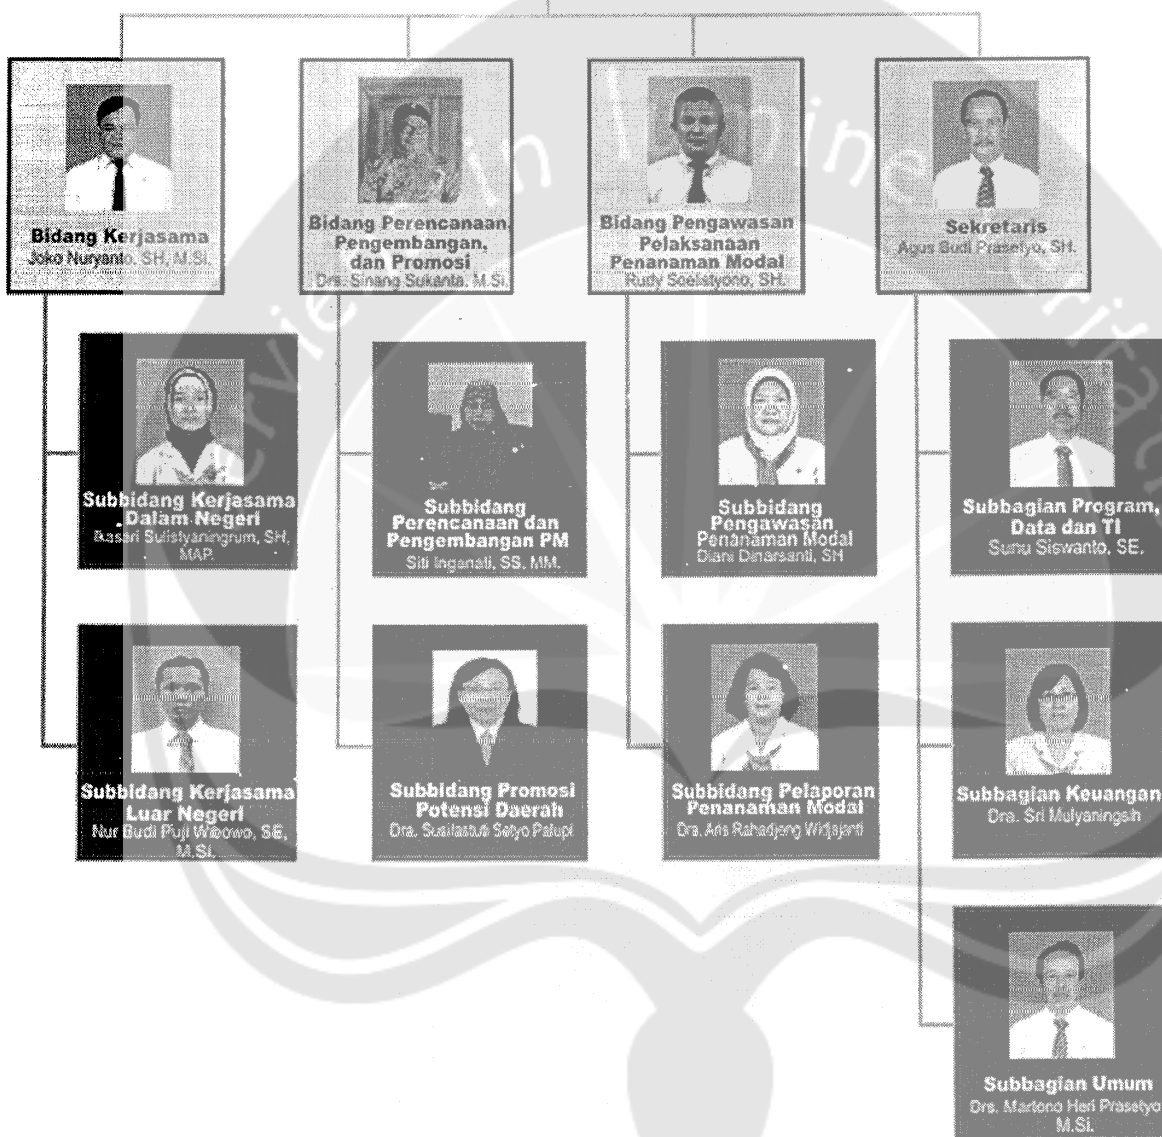 Bidang Kerjasama
Joko Nuryanto, SH, M.Si.
Bidang Perencanaan,
Pengembangan,
dan Promosi
Drs. Sinang Sukanta, M.Si.
Bidang Pengawasan
Pelaksanaan
Penanaman Modal
Rudy Soelistyono, SH.
Sekretaris
Agus Budi Prasetyo, SH.
Subbidang Kerjasama
Dalam Negeri
Sulistyaningrum, SH,
MAP.
Subbidang
Perencanaan dan
Pengembangan PM
Siti Inganati, SS, MM.
Subbidang
Pengawasan
Penanaman Modal
Diani Dinarsanti, SH
Subbagian Program,
Data dan TI
Sunu Siswanto, SE.
Subbidang Kerjasama
Luar Negeri
Nur Budi Puji Wibowo, SE,
M.Si.
Subbidang Promosi
Potensi Daerah
Dra. Susilastuti Setyo Palupi
Subbidang Pelaporan
Penanaman Modal
Dra. Aris Rahadjeng Widjajanti
Subbagian Keuangan
Dra. Sri Mulyaningsih
Subbagian Umum
Drs. Martono Heri Prasetyo
M.Si.